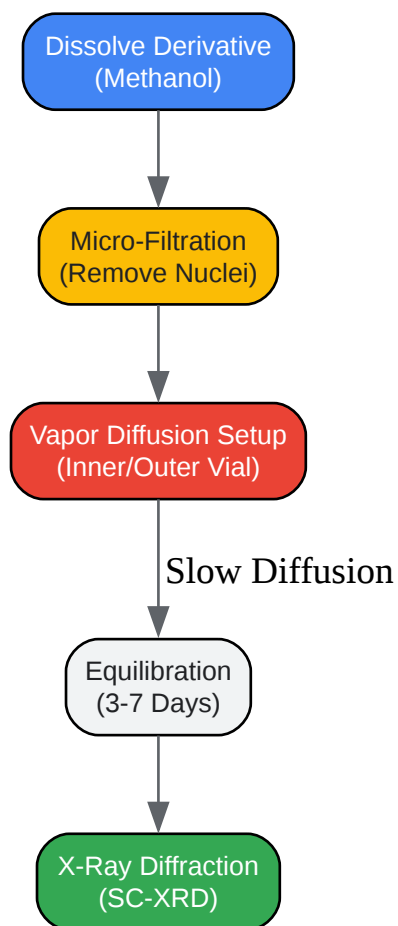 Dissolve Derivative
(Methanol)
Micro-Filtration
(Remove Nuclei)
Vapor Diffusion Setup
(Inner/Outer Vial)
Slow Diffusion
Equilibration
(3-7 Days)
X-Ray Diffraction
(SC-XRD)